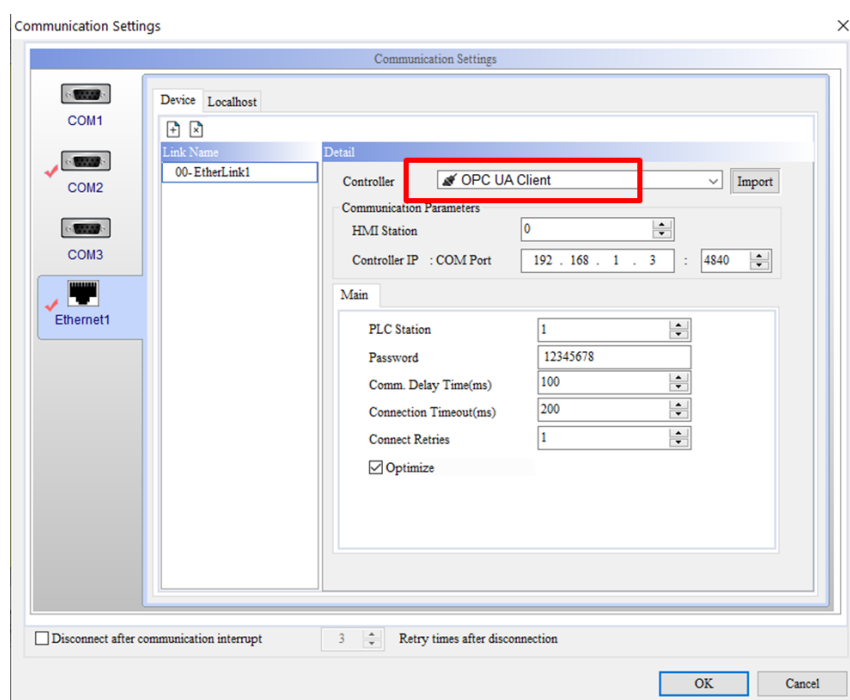 Communication Settings
Communication Settings
COM1
COM2
COM3
Ethernet1
Device Localhost
Link Name
00-EtherLink1
Detail
Controller OPC UA Client Import
Communication Parameters
HMI Station 0
Controller IP : COM Port 192 . 168 . 1 . 3 : 4840
Main
PLC Station 1
Password 12345678
Comm. Delay Time(ms) 100
Connection Timeout(ms) 200
Connect Retries 1
Optimize
Disconnect after communication interrupt 3 Retry times after disconnection
OK Cancel